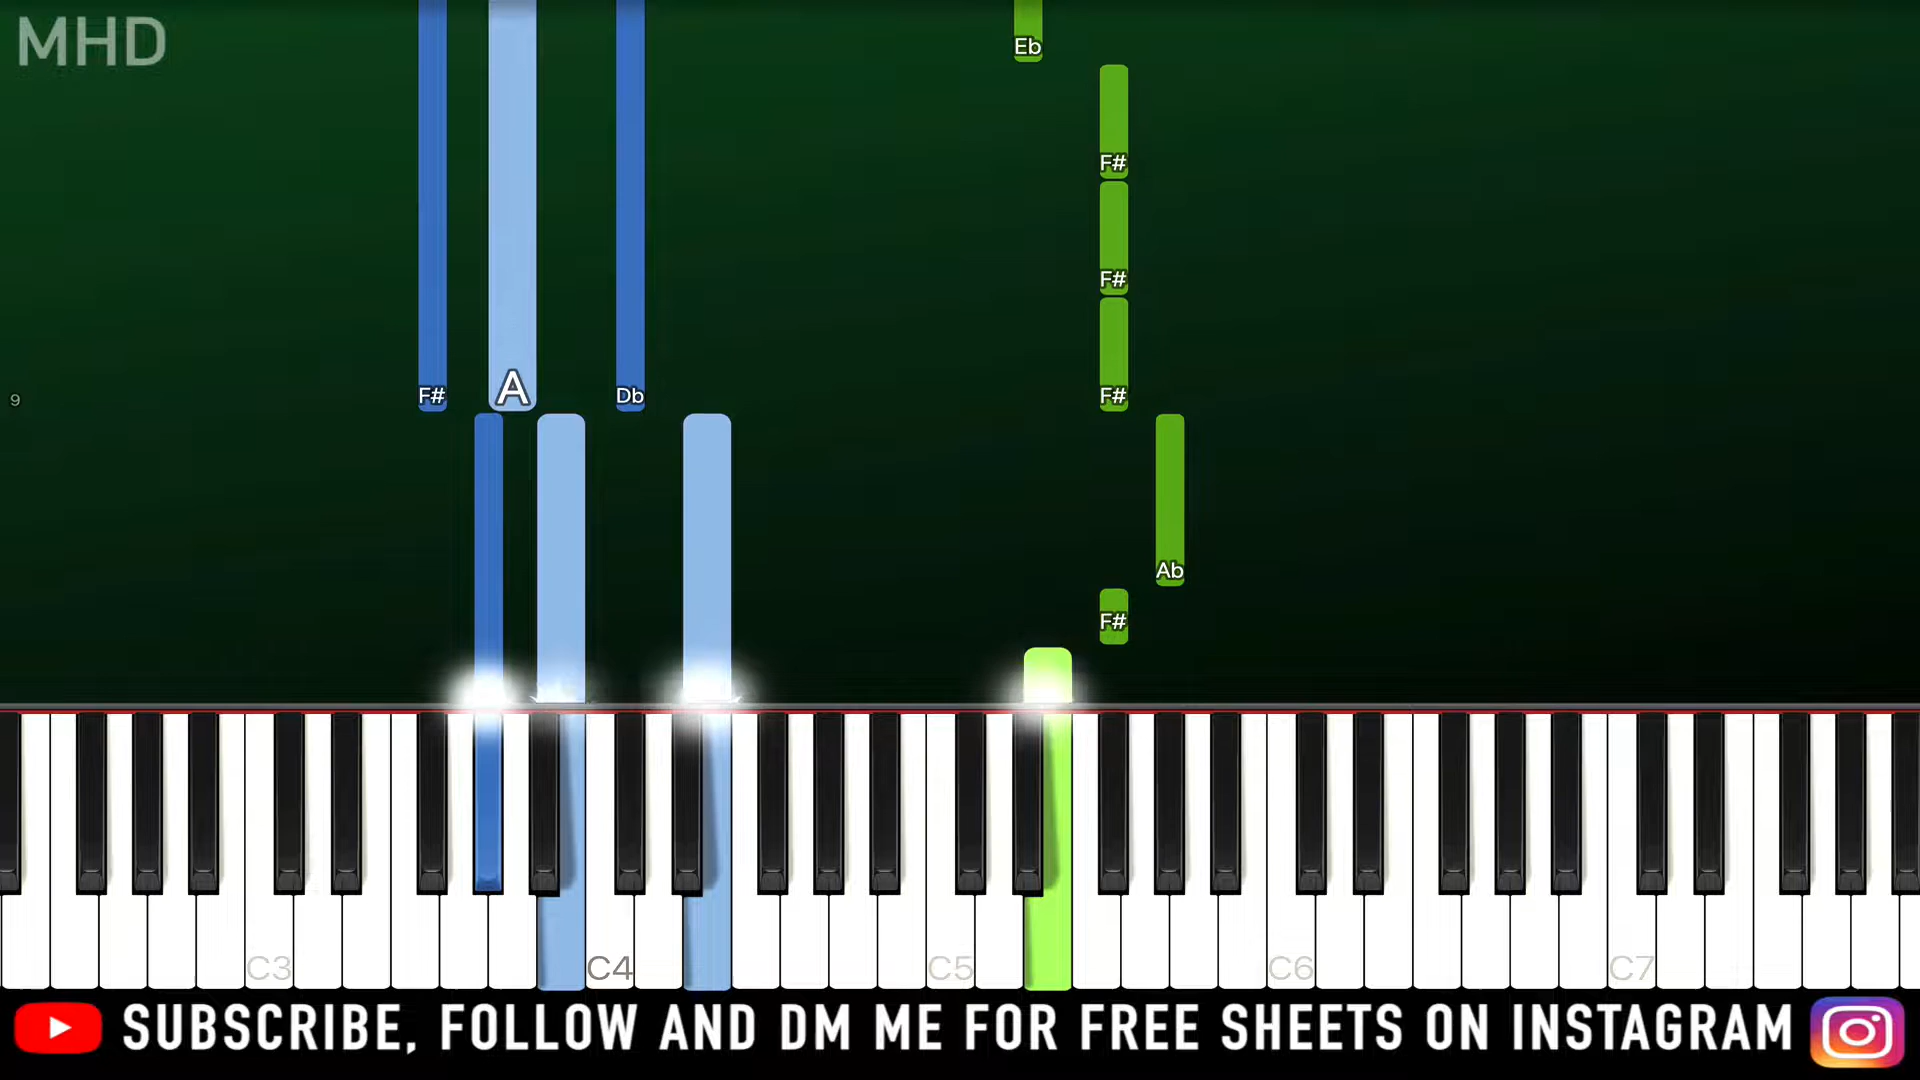 MHD
Eb
F#
F#
F# A Db F#
9
Ab
F#
C3 C4 C5 C6 C7
SUBSCRIBE, FOLLOW AND DM ME FOR FREE SHEETS ON INSTAGRAM